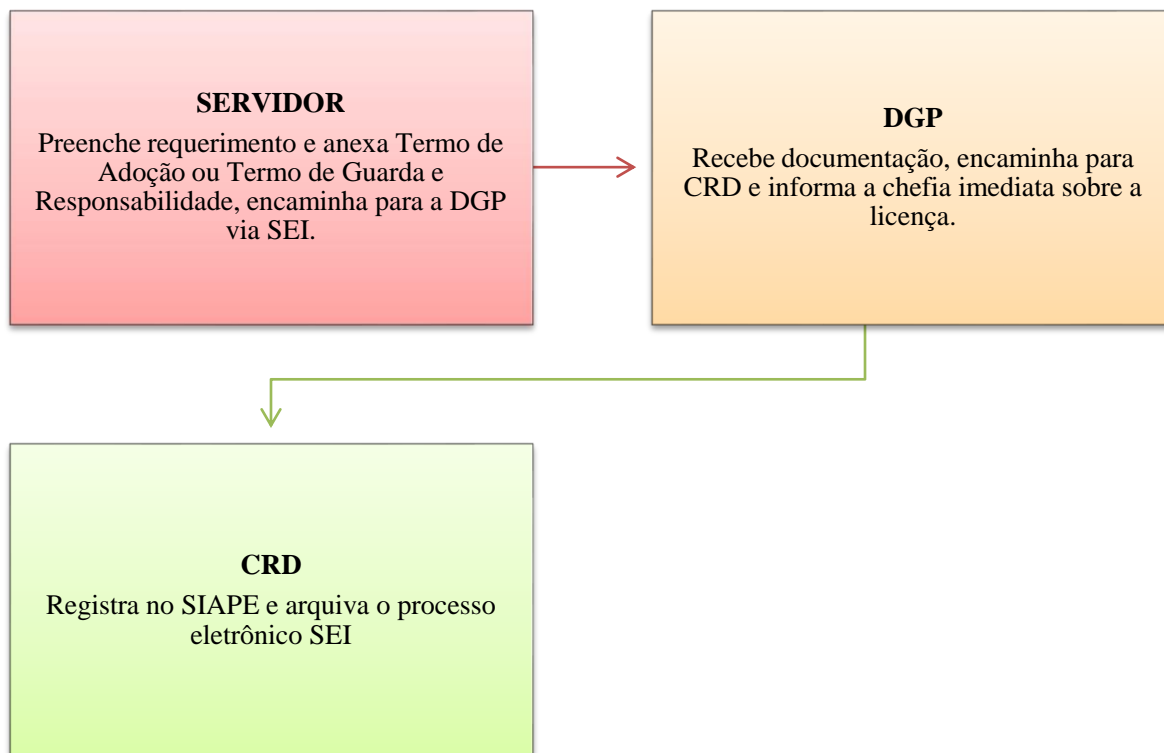 SERVIDOR
Preenche requerimento e anexa Termo de
Adoção ou Termo de Guarda e
Responsabilidade, encaminha para a DGP
via SEI.
DGP
Recebe documentação, encaminha para
CRD e informa a chefia imediata sobre a
licença.
CRD
Registra no SIAPE e arquiva o processo
eletrônico SEI